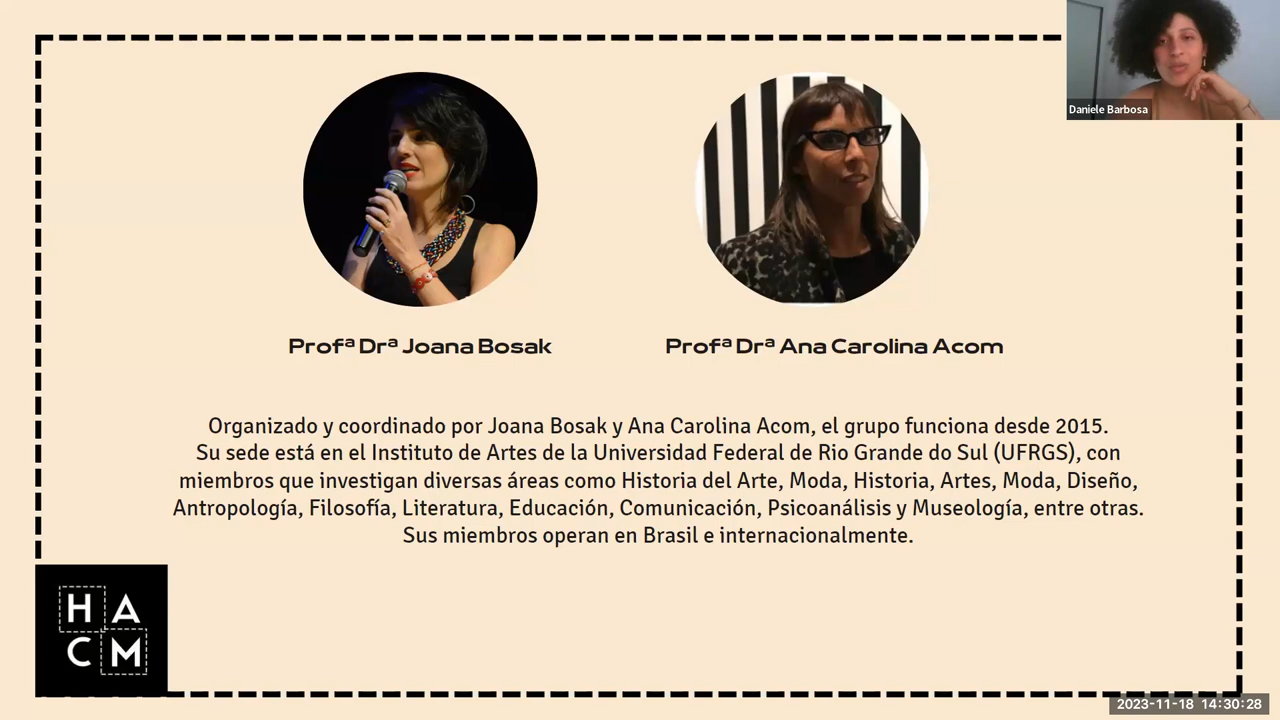 Daniele Barbosa
Profª Drª Joana Bosak
Profª Drª Ana Carolina Acom
Organizado y coordinado por Joana Bosak y Ana Carolina Acom, el grupo funciona desde 2015.
Su sede está en el Instituto de Artes de la Universidad Federal de Rio Grande do Sul (UFRGS), con
miembros que investigan diversas áreas como Historia del Arte, Moda, Historia, Artes, Moda, Diseño,
Antropología, Filosofía, Literatura, Educación, Comunicación, Psicoanálisis y Museología, entre otras.
Sus miembros operan en Brasil e internacionalmente.
H A
C M
2023-11-18 14:30:28